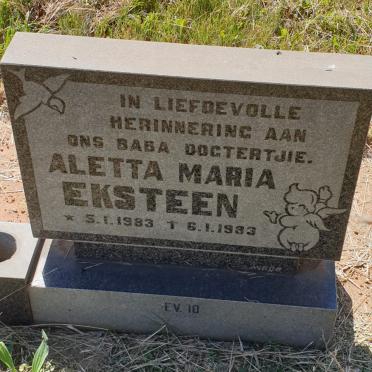 IN LIEFDEVOLLE
HERINNERING AAN
ONS BABA DOGTERTJIE.
ALETTA MARIA
EKSTEEN
* 5.1.1983 † 6.1.1983
EV. 10